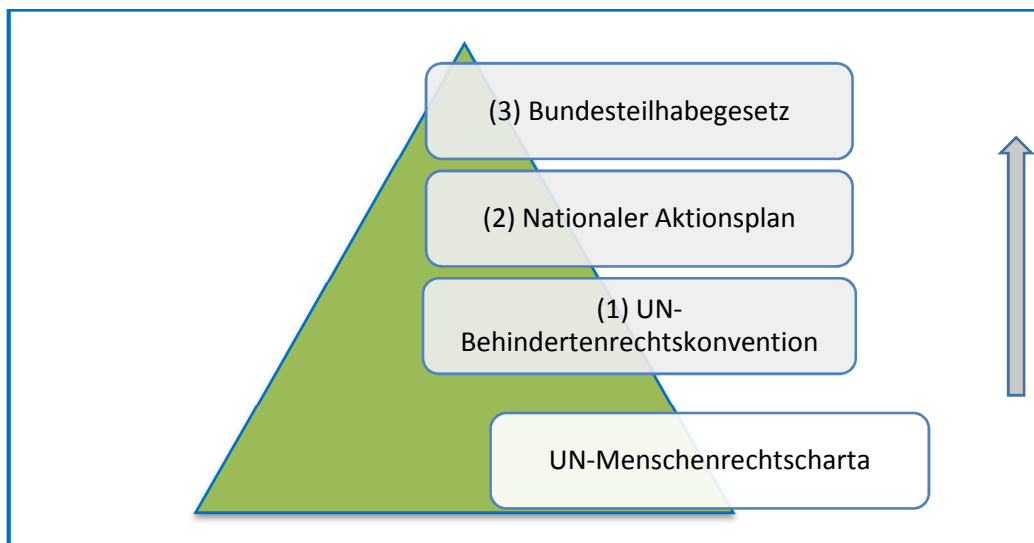 (3) Bundesteilhabegesetz
(2) Nationaler Aktionsplan
(1) UN-
Behindertenrechtskonvention
UN-Menschenrechtscharta